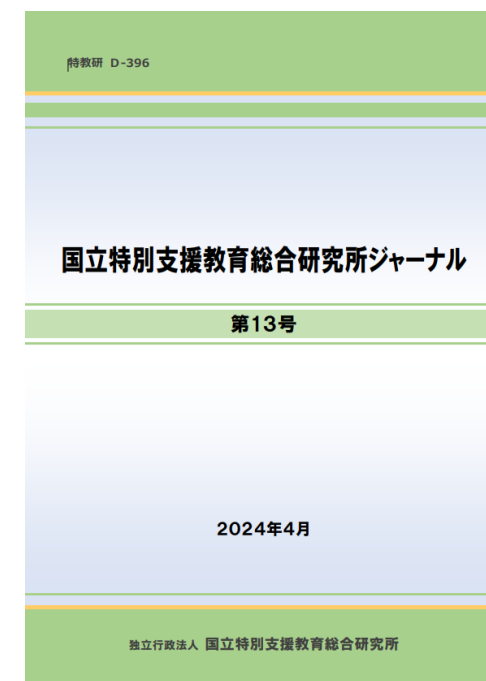 特教研 D-396
国立特別支援教育総合研究所ジャーナル
第13号
2024年4月
独立行政法人 国立特別支援教育総合研究所